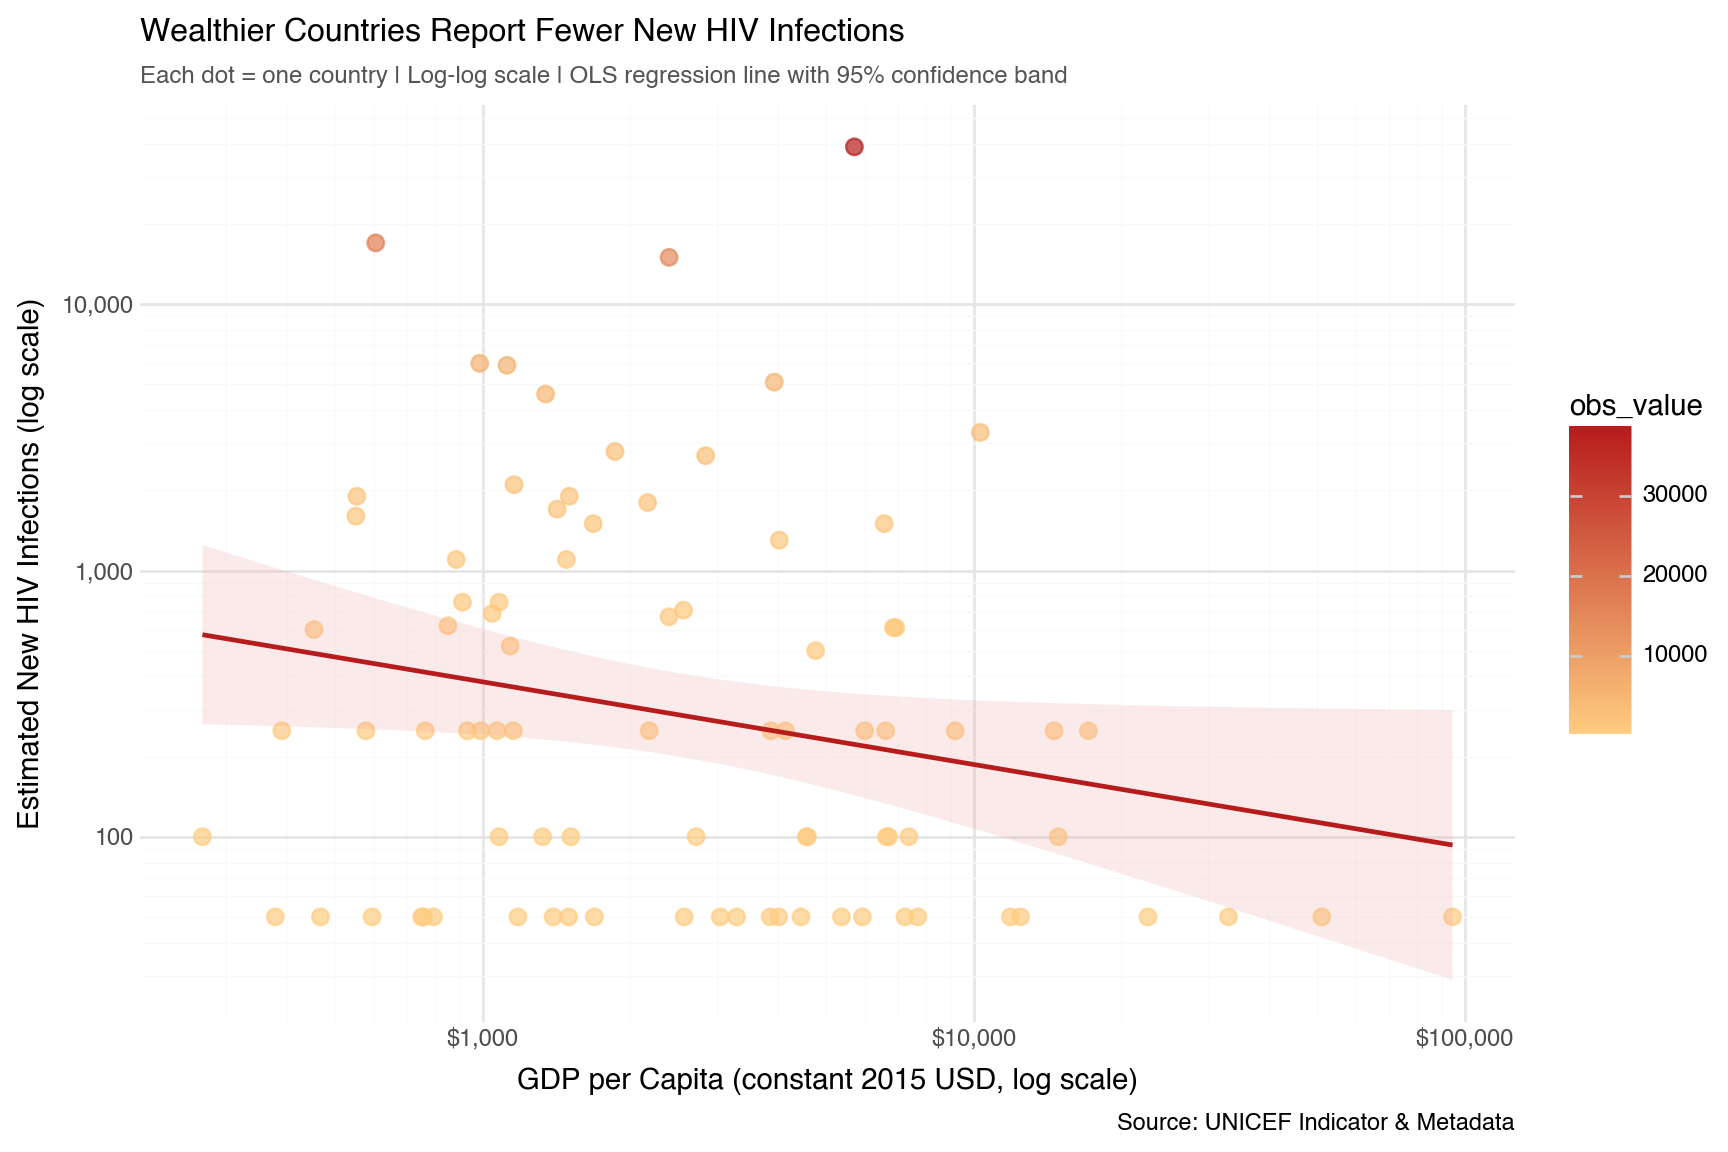 Wealthier Countries Report Fewer New HIV Infections
Each dot = one country | Log-log scale | OLS regression line with 95% confidence band
Estimated New HIV Infections (log scale)
10,000
1,000
100
$1,000
$10,000
$100,000
GDP per Capita (constant 2015 USD, log scale)
obs_value
30000
20000
10000
Source: UNICEF Indicator & Metadata